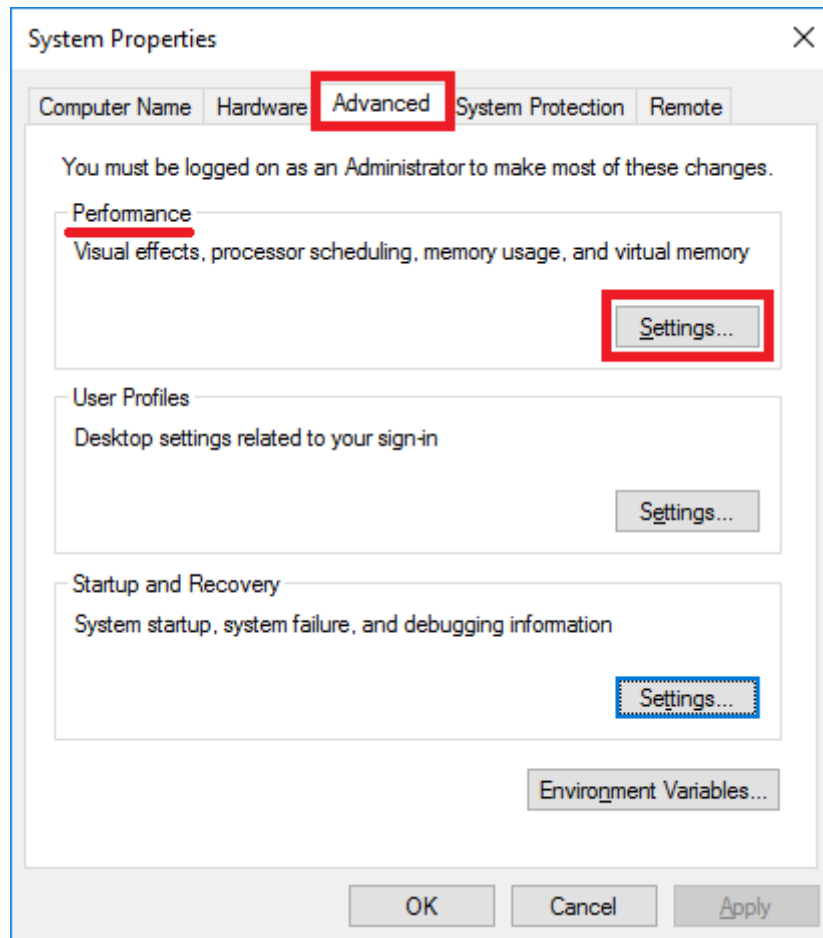 System Properties
Computer Name Hardware Advanced System Protection Remote
You must be logged on as an Administrator to make most of these changes.
Performance
Visual effects, processor scheduling, memory usage, and virtual memory
Settings...
User Profiles
Desktop settings related to your sign-in
Settings...
Startup and Recovery
System startup, system failure, and debugging information
Settings...
Environment Variables...
OK Cancel Apply